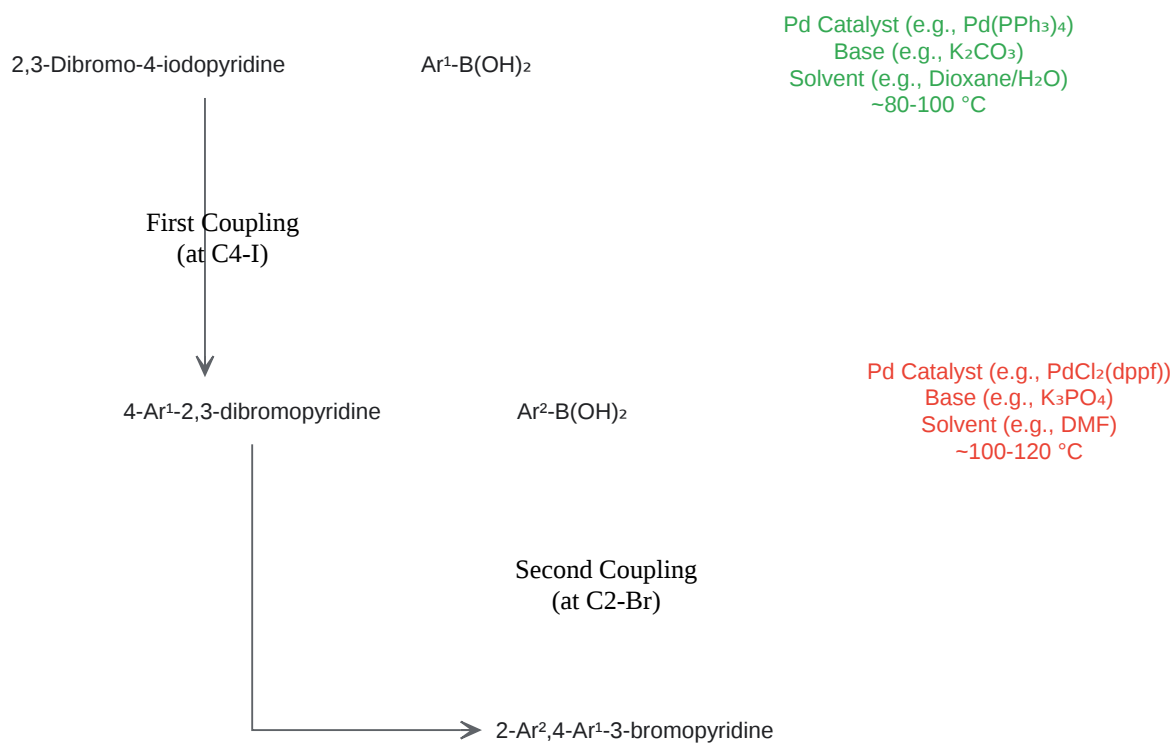 2,3-Dibromo-4-iodopyridine
Ar¹-B(OH)₂
Pd Catalyst (e.g., Pd(PPh₃)₄)
Base (e.g., K₂CO₃)
Solvent (e.g., Dioxane/H₂O)
~80-100 °C
First Coupling
(at C4-I)
4-Ar¹-2,3-dibromopyridine
Ar²-B(OH)₂
Pd Catalyst (e.g., PdCl₂(dppf))
Base (e.g., K₃PO₄)
Solvent (e.g., DMF)
~100-120 °C
Second Coupling
(at C2-Br)
2-Ar²,4-Ar¹-3-bromopyridine